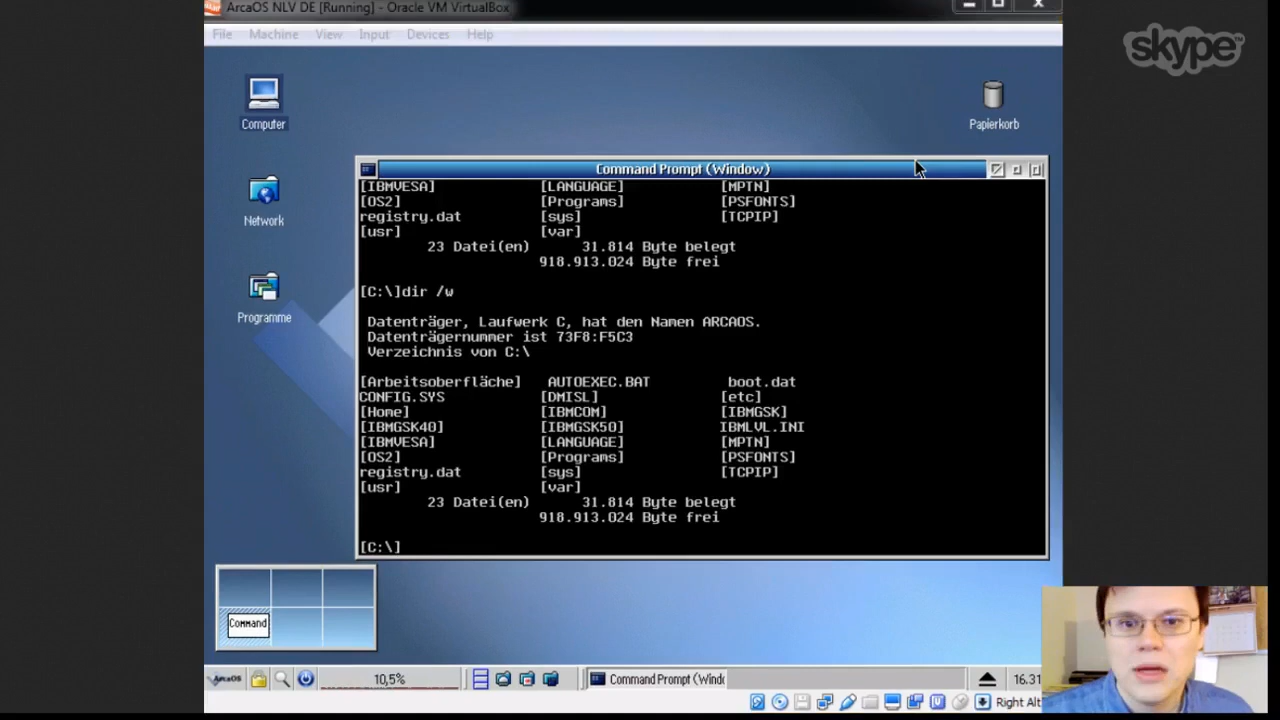 ArcaOS NLV DE [Running] - Oracle VM VirtualBox
File Machine View Input Devices Help
skype™
Computer
Papierkorb
Network
Programme
Command Prompt (Window)
[IBMVESA] [LANGUAGE] [MPTN]
[OS2] [Programs] [PSFONTS]
registry.dat [sys] [TCPIP]
[usr] [var]
23 Datei(en) 31.814 Byte belegt
918.913.024 Byte frei
[C:\]dir /w
Datenträger, Laufwerk C, hat den Namen ARCAOS.
Datenträgernummer ist 73F8:F5C3
Verzeichnis von C:\
[Arbeitsoberfläche] AUTOEXEC.BAT boot.dat
CONFIG.SYS [DMISL] [etc]
[Home] [IBMCOM] [IBMGSK]
[IBMGSK40] [IBMGSK50] IBMLVL.INI
[IBMVESA] [LANGUAGE] [MPTN]
[OS2] [Programs] [PSFONTS]
registry.dat [sys] [TCPIP]
[usr] [var]
23 Datei(en) 31.814 Byte belegt
918.913.024 Byte frei
[C:\]
Command
ArcaOS 10,5% Command Prompt (Wind 16.31
Right Alt